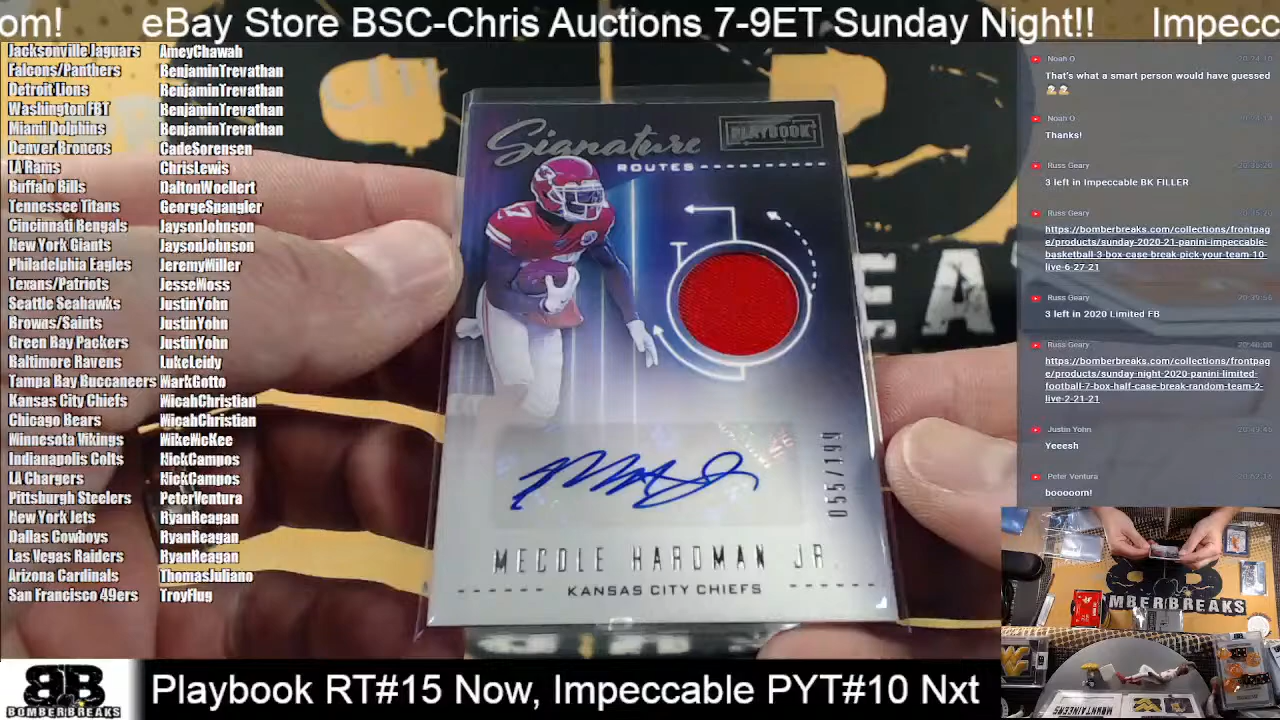 om! eBay Store BSC-Chris Auctions 7-9ET Sunday Night!! Impecc
Jacksonville Jaguars AmeyChawah
Falcons/Panthers BenjaminTrevathan
Detroit Lions BenjaminTrevathan
Washington FBT BenjaminTrevathan
Miami Dolphins BenjaminTrevathan
Denver Broncos CadeSorensen
LA Rams ChrisLewis
Buffalo Bills DaltonWoellert
Tennessee Titans GeorgeSpangler
Cincinnati Bengals JaysonJohnson
New York Giants JaysonJohnson
Philadelphia Eagles JeremyMiller
Texans/Patriots JesseMoss
Seattle Seahawks JustinYohn
Browns/Saints JustinYohn
Green Bay Packers JustinYohn
Baltimore Ravens LukeLeidy
Tampa Bay Buccaneers MarkGotto
Kansas City Chiefs MicahChristian
Chicago Bears MicahChristian
Minnesota Vikings MikeMcKee
Indianapolis Colts NickCampos
LA Chargers NickCampos
Pittsburgh Steelers PeterVentura
New York Jets RyanReagan
Dallas Cowboys RyanReagan
Las Vegas Raiders RyanReagan
Arizona Cardinals ThomasJuliano
San Francisco 49ers TroyFlug
Signature
ROUTES
PLAYBOOK
17
055/199
MECOLE HARDMAN JR.
KANSAS CITY CHIEFS
Noah O
That's what a smart person would have guessed
Noah O
Thanks!
Russ Geary
3 left in Impeccable BK FILLER
Russ Geary
https://bomberbreaks.com/collections/frontpag
e/products/sunday-2020-21-panini-impeccable-
basketball-3-box-case-break-pick-your-team-10-
live-6-27-21
Russ Geary
3 left in 2020 Limited FB
Russ Geary
https://bomberbreaks.com/collections/frontpag
e/products/sunday-night-2020-panini-limited-
football-7-box-half-case-break-random-team-2-
live-2-21-21
Justin Yohn
Yeeesh
Peter Ventura
booooom!
MBERBREAKS
MOUNTAINEERS
BB
BOMBERBREAKS
Playbook RT#15 Now, Impeccable PYT#10 Nxt